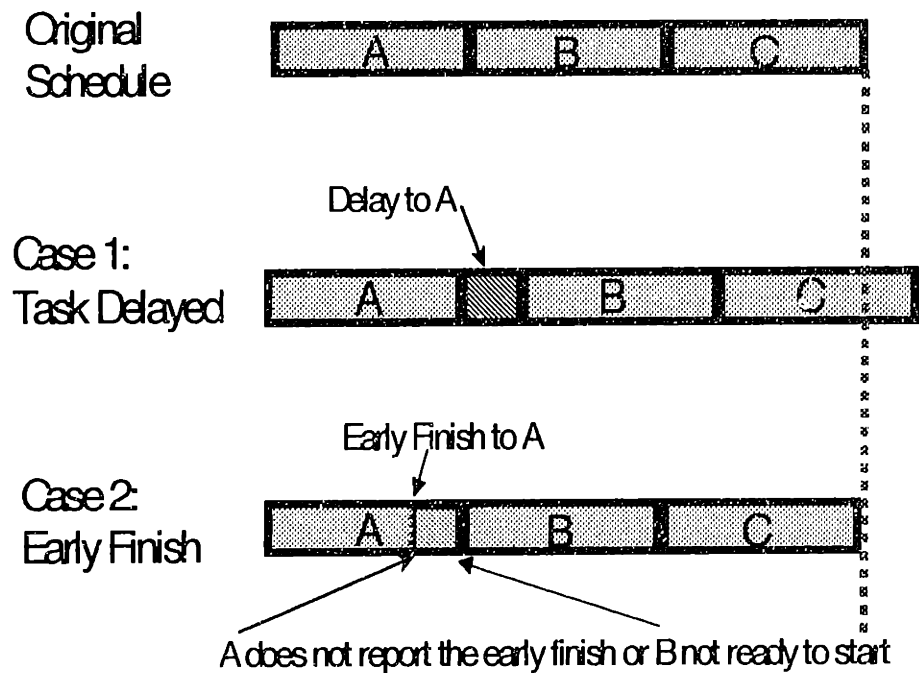 Original
Schedule
A B C
Delay to A
Case 1:
Task Delayed
A B C
Early Finish to A
Case 2:
Early Finish
A B C
A does not report the early finish or B not ready to start